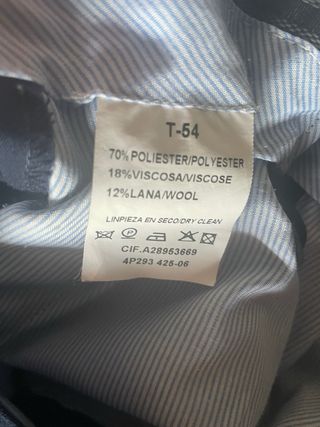 T-54
70% POLIESTER/POLYESTER
18%VISCOSA/VISCOSE
12%LANA/WOOL
LIMPIEZA EN SECO/DRY CLEAN
CIF.A28953669
4P293 425-06